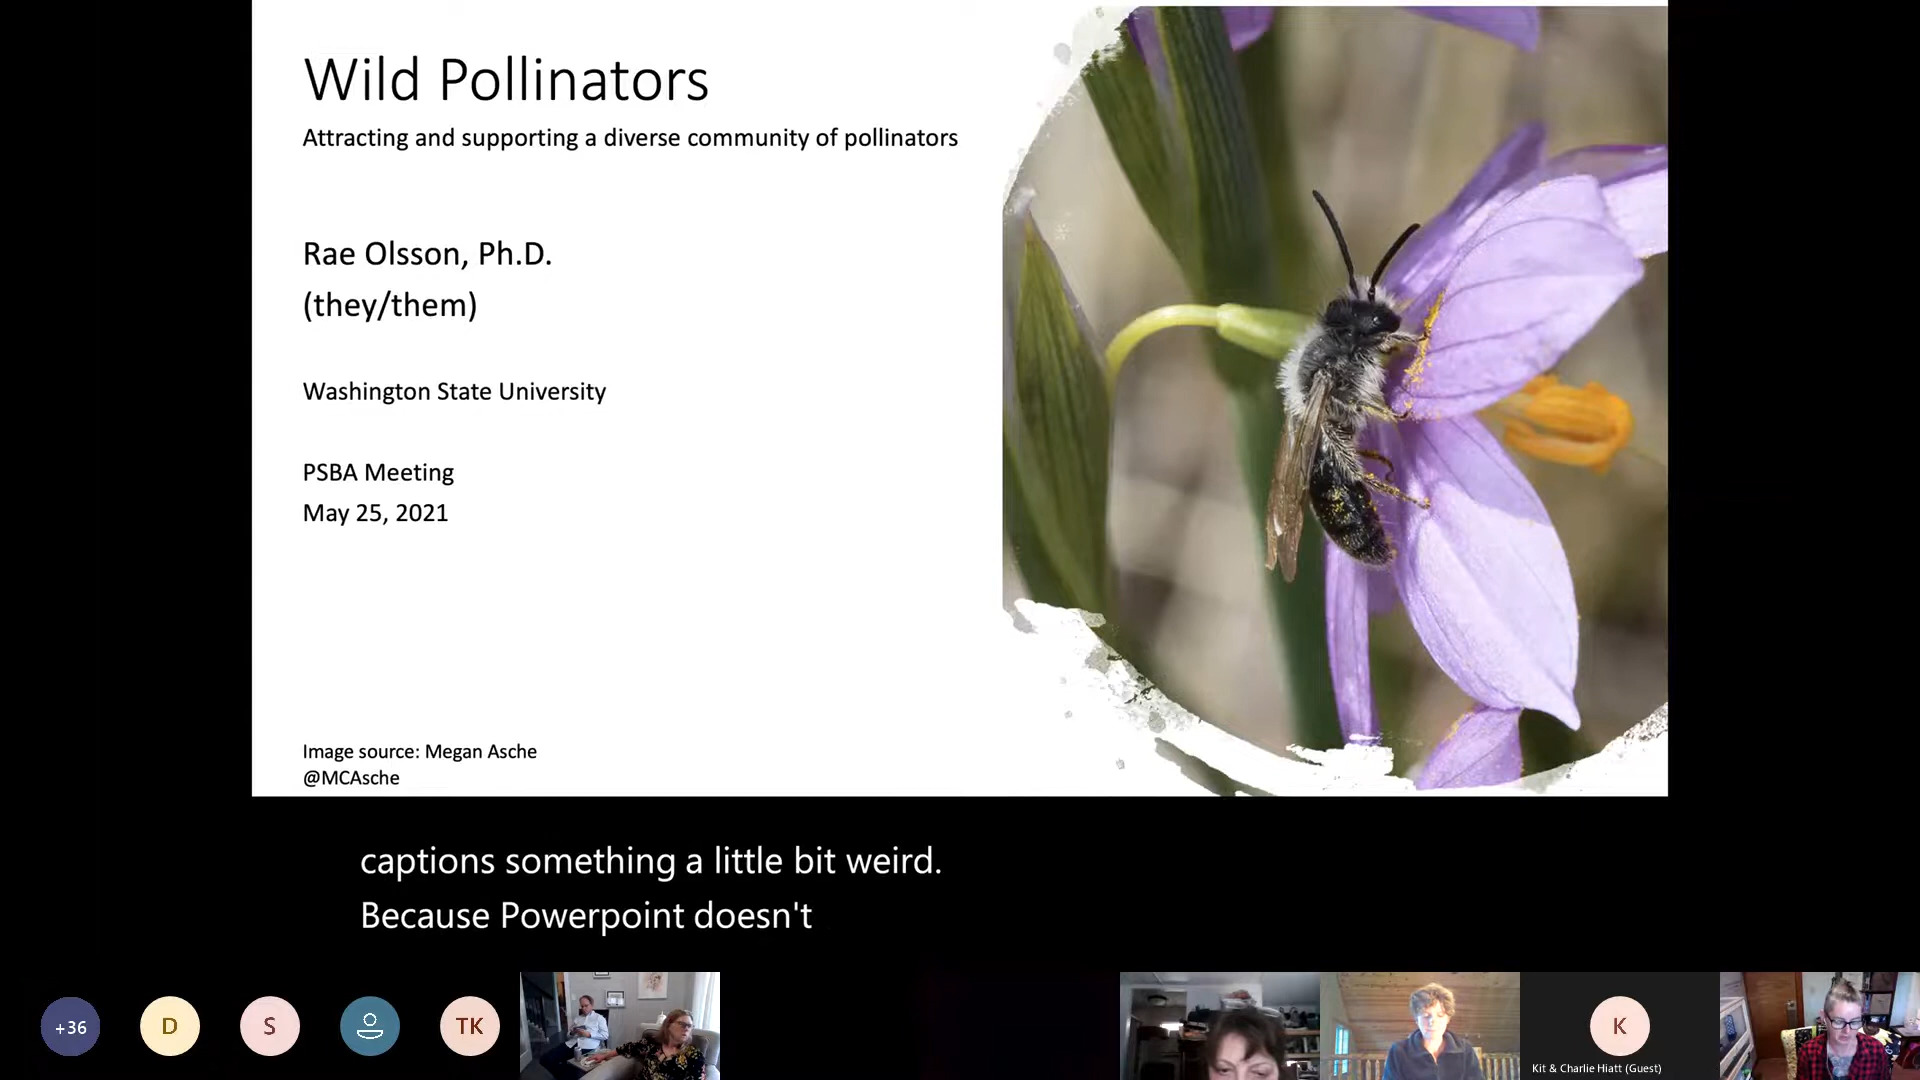 Wild Pollinators
Attracting and supporting a diverse community of pollinators
Rae Olsson, Ph.D.
(they/them)
Washington State University
PSBA Meeting
May 25, 2021
Image source: Megan Asche
@MCAsche
captions something a little bit weird.
Because Powerpoint doesn't
+36
D
S
TK
K
Kit & Charlie Hiatt (Guest)